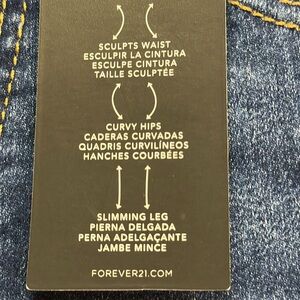 SCULPTS WAIST
ESCULPIR LA CINTURA
ESCULPE CINTURA
TAILLE SCULPTÉE
CURVY HIPS
CADERAS CURVADAS
QUADRIS CURVILÍNEOS
HANCHES COURBÉES
SLIMMING LEG
PIERNA DELGADA
PERNA ADELGAÇANTE
JAMBE MINCE
FOREVER21.COM